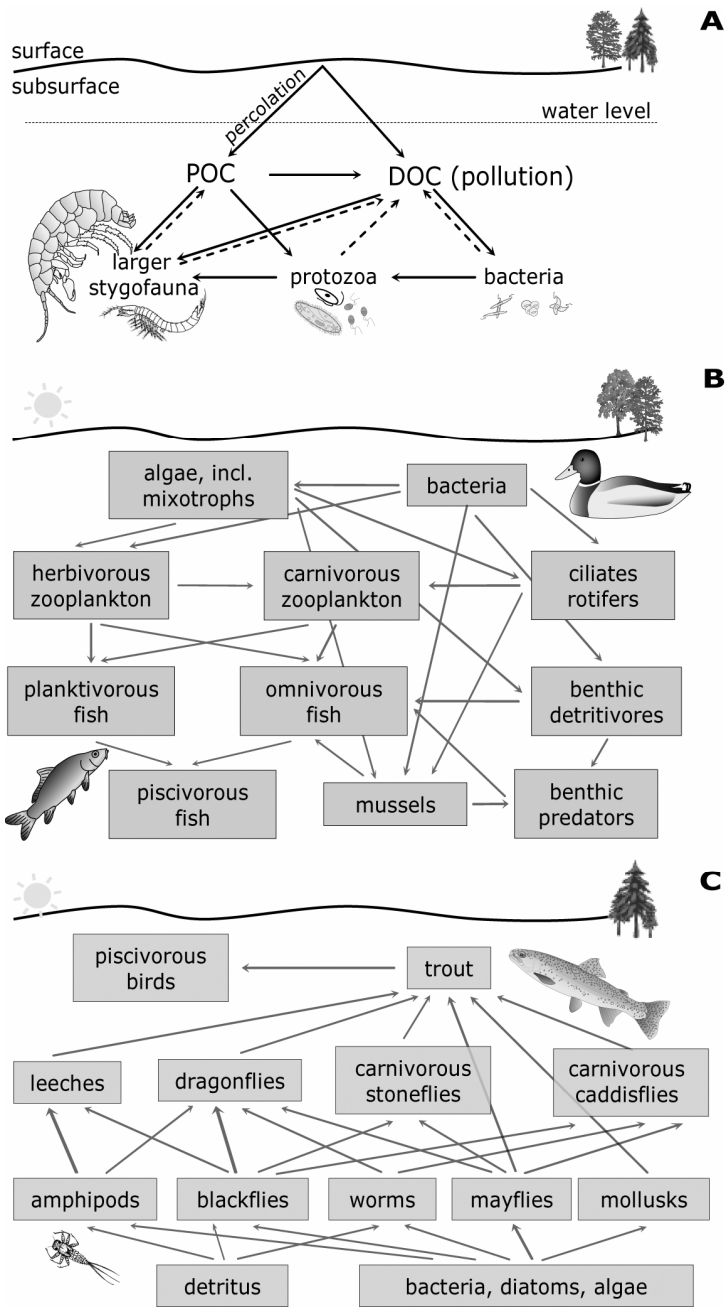 A
surface
subsurface
percolation
water level
POC
DOC (pollution)
larger
stygofauna
protozoa
bacteria
B
algae, incl.
mixotrophs
bacteria
herbivorous
zooplankton
carnivorous
zooplankton
ciliates
rotifers
planktivorous
fish
omnivorous
fish
benthic
detritivores
piscivorous
fish
mussels
benthic
predators
C
piscivorous
birds
trout
leeches
dragonflies
carnivorous
stoneflies
carnivorous
caddisflies
amphipods
blackflies
worms
mayflies
mollusks
detritus
bacteria, diatoms, algae